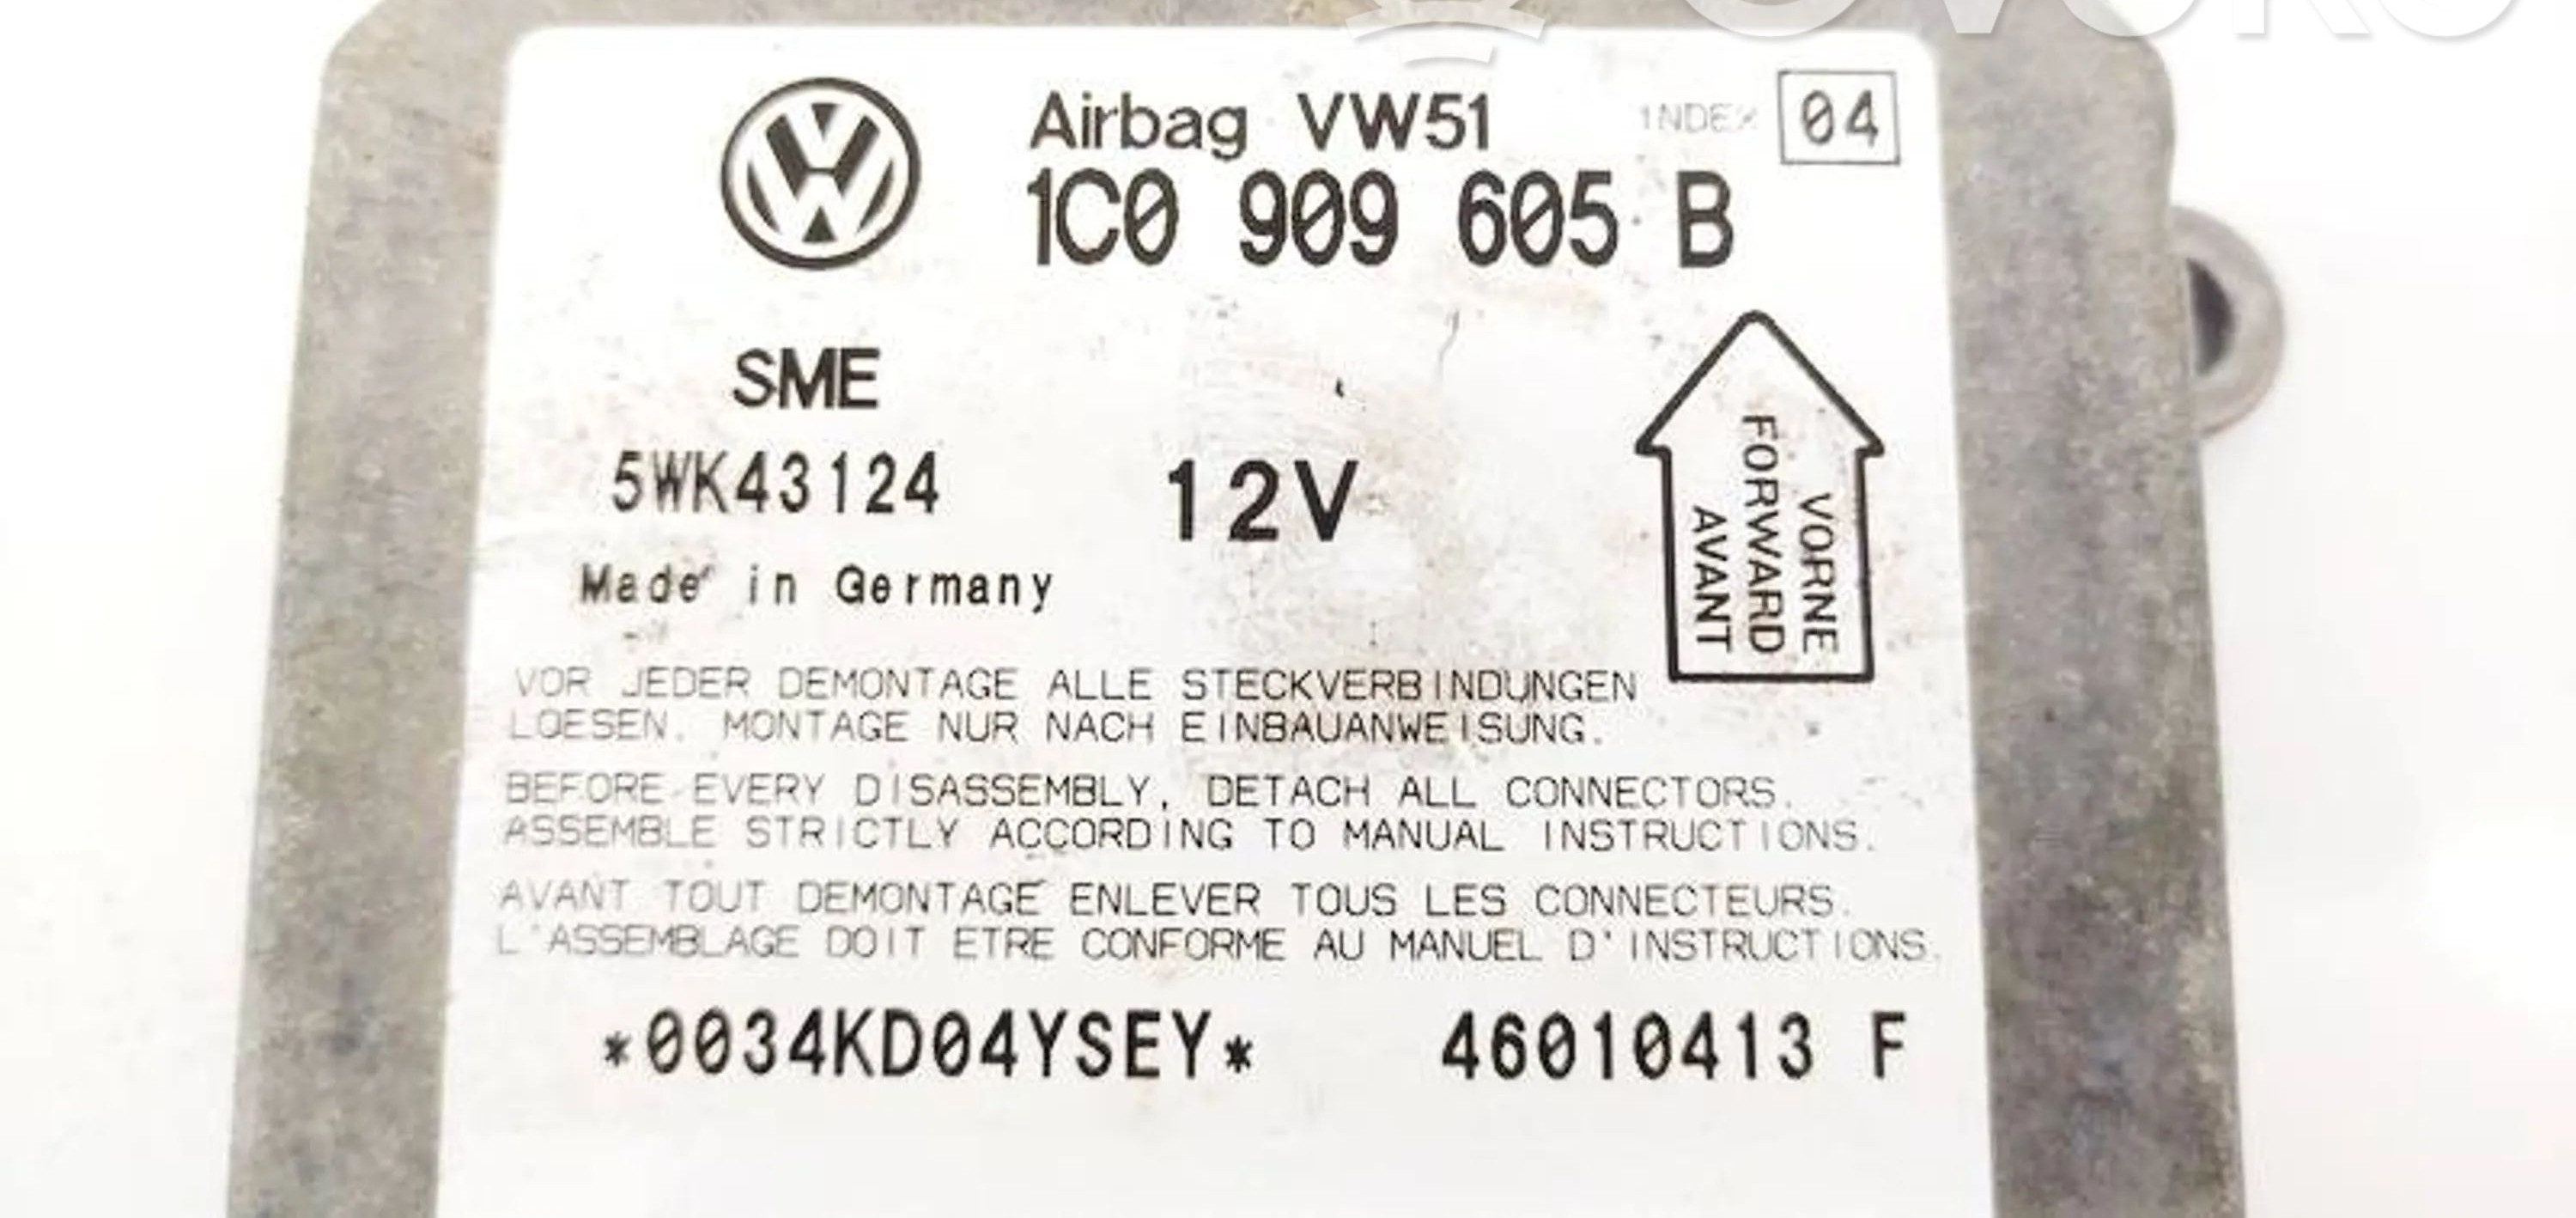 Airbag VW51 INDEX 04
1C0 909 605 B
SME
5WK43124
12V
Made in Germany
VORNE
FORWARD
AVANT
VOR JEDER DEMONTAGE ALLE STECKVERBINDUNGEN
LOESEN. MONTAGE NUR NACH EINBAUANWEISUNG.
BEFORE EVERY DISASSEMBLY, DETACH ALL CONNECTORS.
ASSEMBLE STRICTLY ACCORDING TO MANUAL INSTRUCTIONS.
AVANT TOUT DEMONTAGE ENLEVER TOUS LES CONNECTEURS.
L'ASSEMBLAGE DOIT ETRE CONFORME AU MANUEL D'INSTRUCTIONS.
*0034KD04YSEY* 46010413 F